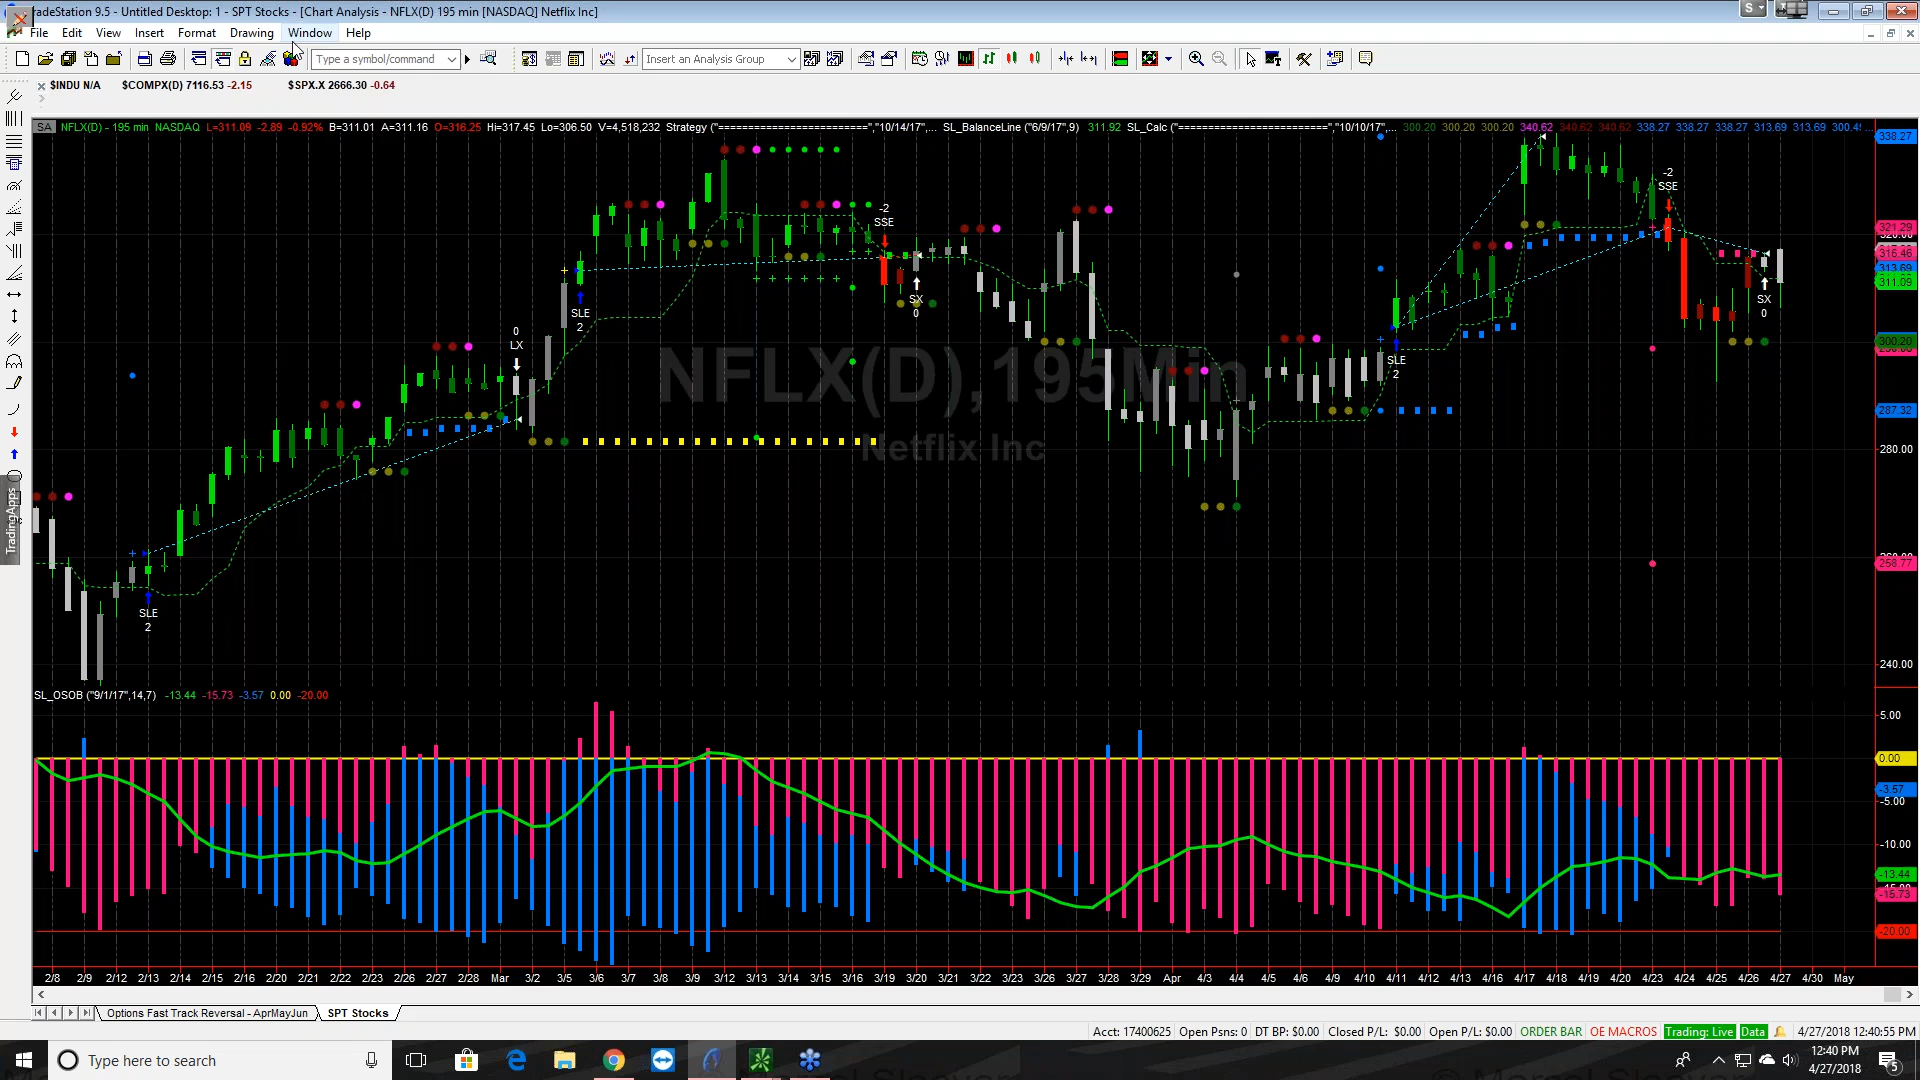 TradeStation 9.5 - Untitled Desktop: 1 - SPT Stocks - [Chart Analysis - NFLX(D) 195 min [NASDAQ] Netflix Inc]
File Edit View Insert Format Drawing Window Help
Type a symbol/command Insert an Analysis Group
$INDU N/A $COMPX(D) 7116.53 -2.15 $SPX.X 2666.30 -0.64
SA NFLX(D) - 195 min NASDAQ L=311.09 -2.89 -0.92% B=311.01 A=311.16 O=316.25 Hi=317.45 Lo=306.50 V=4,518,232 Strategy ("========================","10/14/17",... SL_BalanceLine ("6/9/17",9) 311.92 SL_Calc ("========================","10/10/17",... 300.20 300.20 300.20 340.62 340.62 340.62 338.27 338.27 338.27 313.69 313.69
338.27
-2
SSE
-2
SSE
321.29
316.46
313.69
311.09
SX
0
SX
0
SLE
2
0
LX
SLE
2
300.20
NFLX(D),195Min
Netflix Inc
287.32
280.00
258.77
SLE
2
240.00
SL_OSOB ("9/1/17",14,7) -13.44 -15.73 -3.57 0.00 -20.00
5.00
0.00
-3.57
-5.00
-10.00
-13.44
-15.73
-20.00
2/8 2/9 2/12 2/13 2/14 2/15 2/16 2/20 2/21 2/22 2/23 2/26 2/27 2/28 Mar 3/2 3/5 3/6 3/7 3/8 3/9 3/12 3/13 3/14 3/15 3/16 3/19 3/20 3/21 3/22 3/23 3/26 3/27 3/28 3/29 Apr 4/3 4/4 4/5 4/6 4/9 4/10 4/11 4/12 4/13 4/16 4/17 4/18 4/19 4/20 4/23 4/24 4/25 4/26 4/27 4/30 May
Options Fast Track Reversal - AprMayJun SPT Stocks
Acct: 17400625 Open Psns: 0 DT BP: $0.00 Closed P/L: $0.00 Open P/L: $0.00 ORDER BAR OE MACROS Trading: Live Data 4/27/2018 12:40:55 PM
TradingApps
Type here to search
12:40 PM
4/27/2018
5